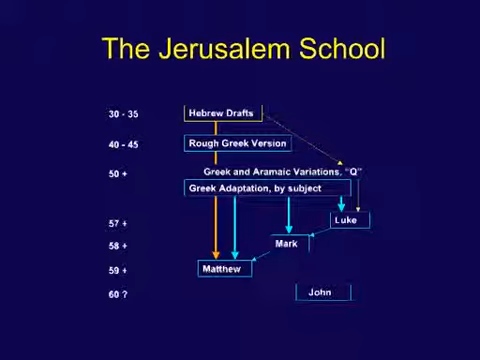 The Jerusalem School
30 - 35 Hebrew Drafts
40 - 45 Rough Greek Version
50 + Greek and Aramaic Variations, "Q"
Greek Adaptation, by subject
57 + Luke
58 + Mark
59 + Matthew
60 ? John